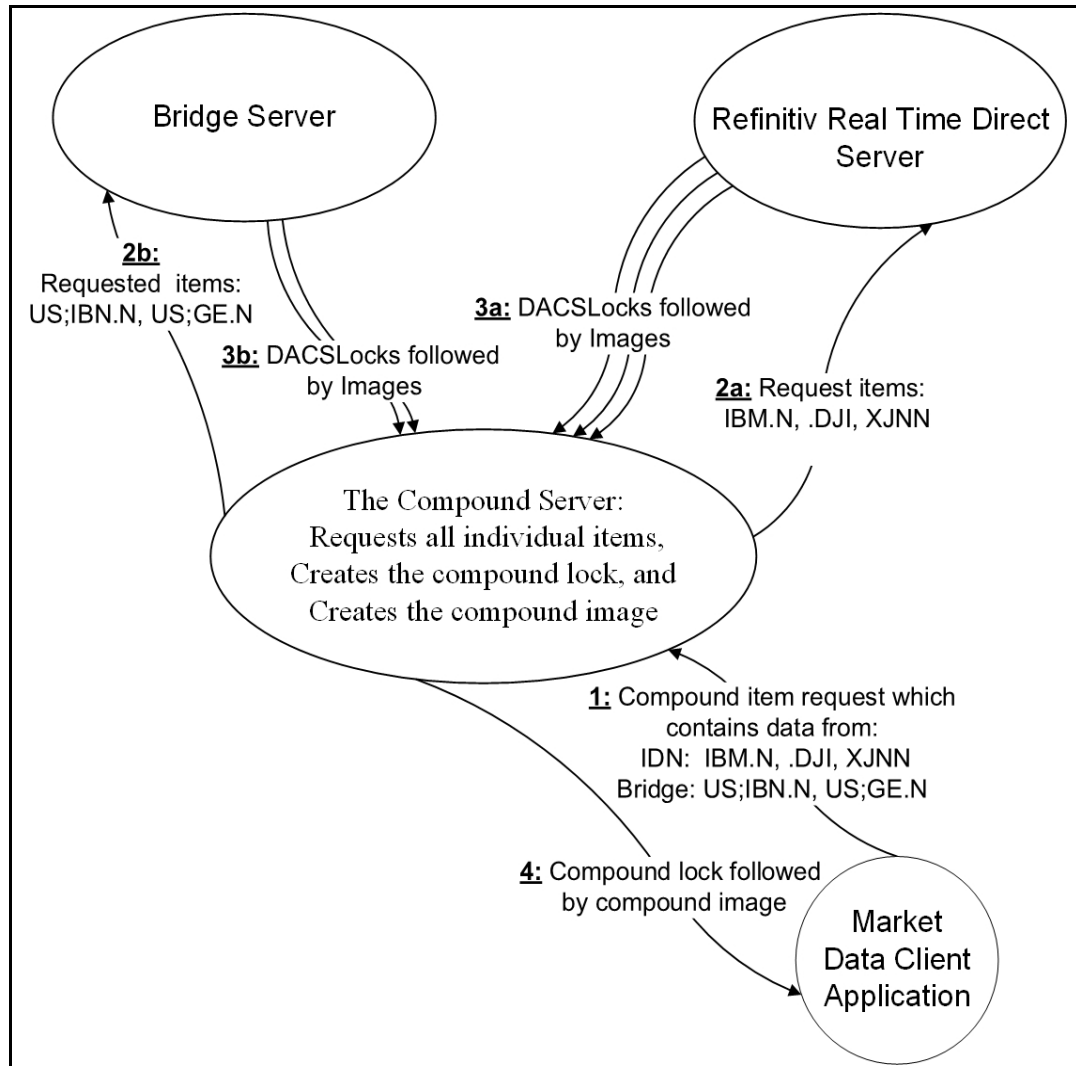 Bridge Server
Refinitiv Real Time Direct
Server
2b:
Requested items:
US;IBN.N, US;GE.N
3b: DACSLocks followed
by Images
3a: DACSLocks followed
by Images
2a: Request items:
IBM.N, .DJI, XJNN
The Compound Server:
Requests all individual items,
Creates the compound lock, and
Creates the compound image
1: Compound item request which
contains data from:
IDN: IBM.N, .DJI, XJNN
Bridge: US;IBN.N, US;GE.N
4: Compound lock followed
by compound image
Market
Data Client
Application